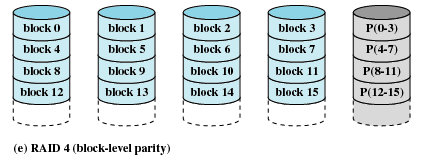 block 0 block 1 block 2 block 3 P(0-3)
block 4 block 5 block 6 block 7 P(4-7)
block 8 block 9 block 10 block 11 P(8-11)
block 12 block 13 block 14 block 15 P(12-15)
(e) RAID 4 (block-level parity)